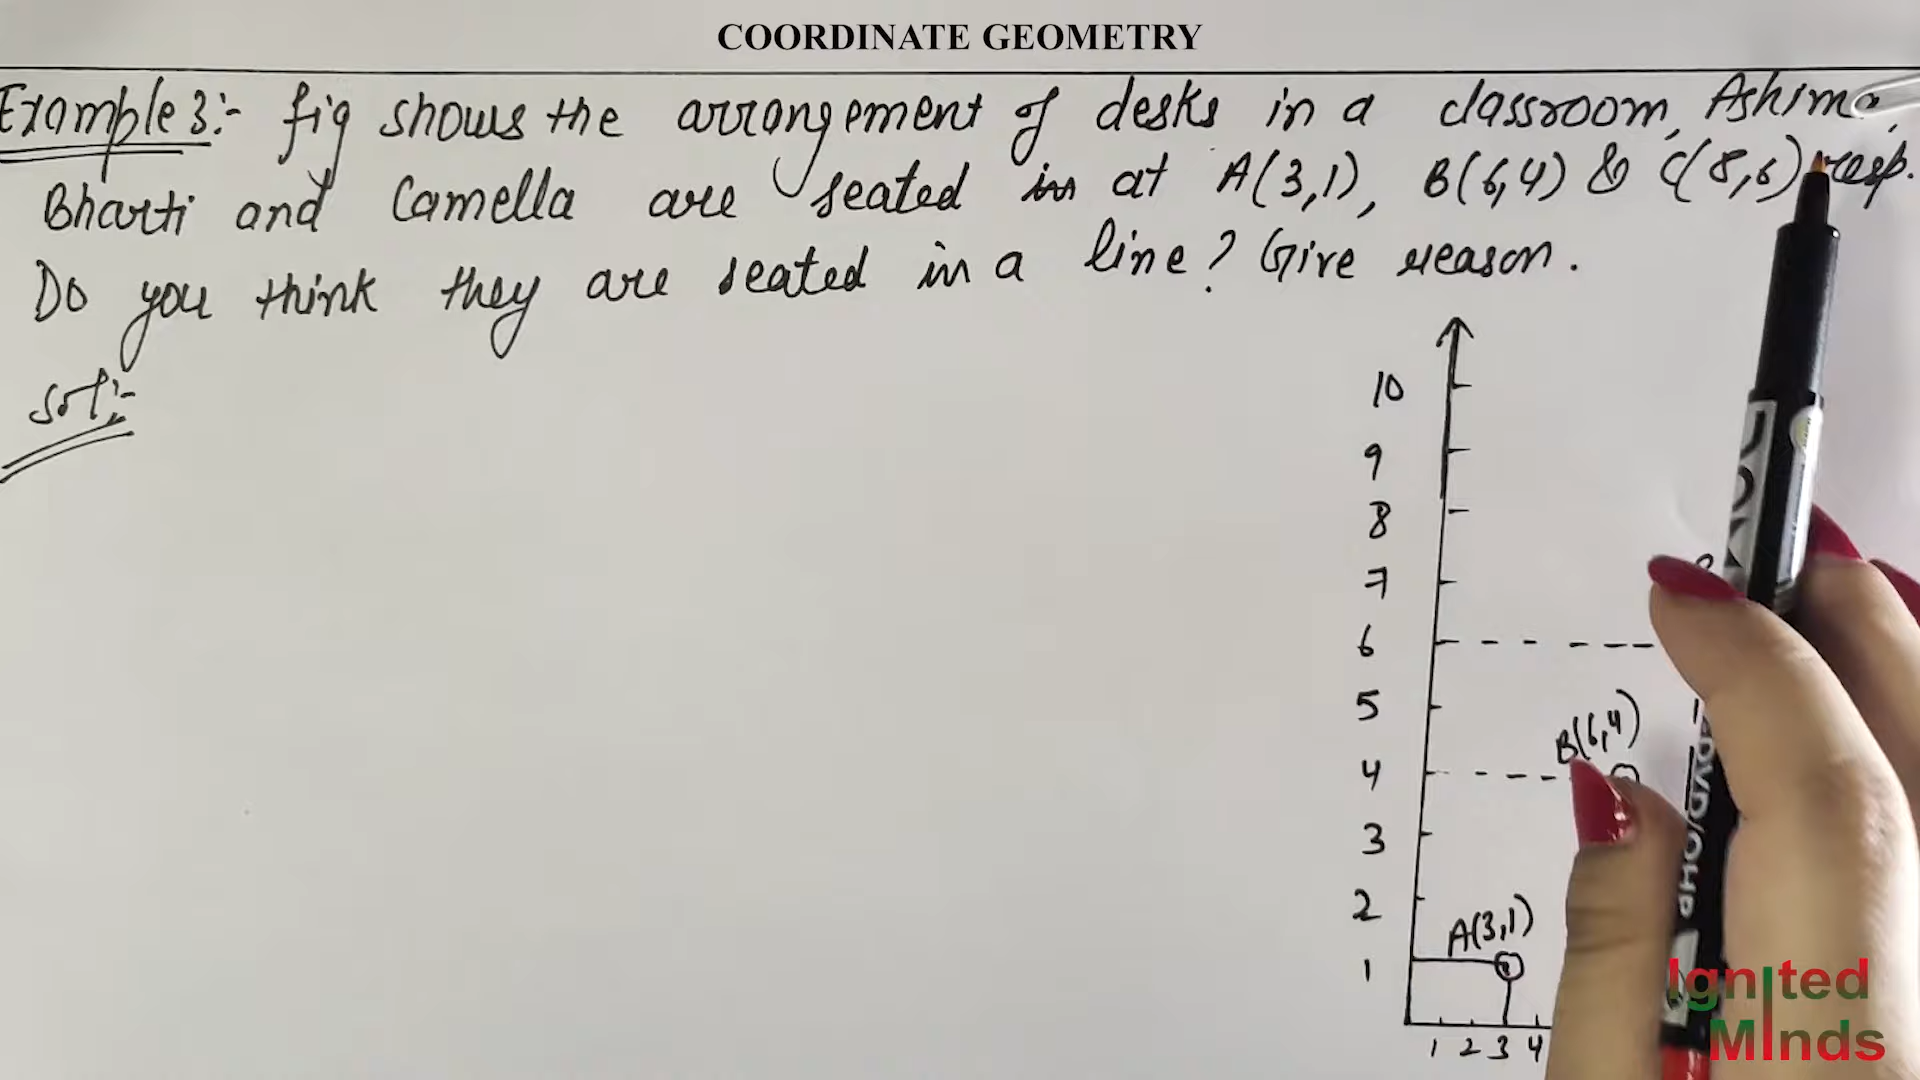 COORDINATE GEOMETRY
Example 3:- fig shows the arrangement of desks in a classroom, Ashima,
Bharti and Camella are seated in at A(3,1), B(6,4) & C(8,6) resp.
Do you think they are seated in a line? Give reason.
Sol:-
10
9
8
7
6
5
B(6,4)
4
3
2
A(3,1)
1
1 2 3 4
DVD/OHP
Ignited
Minds